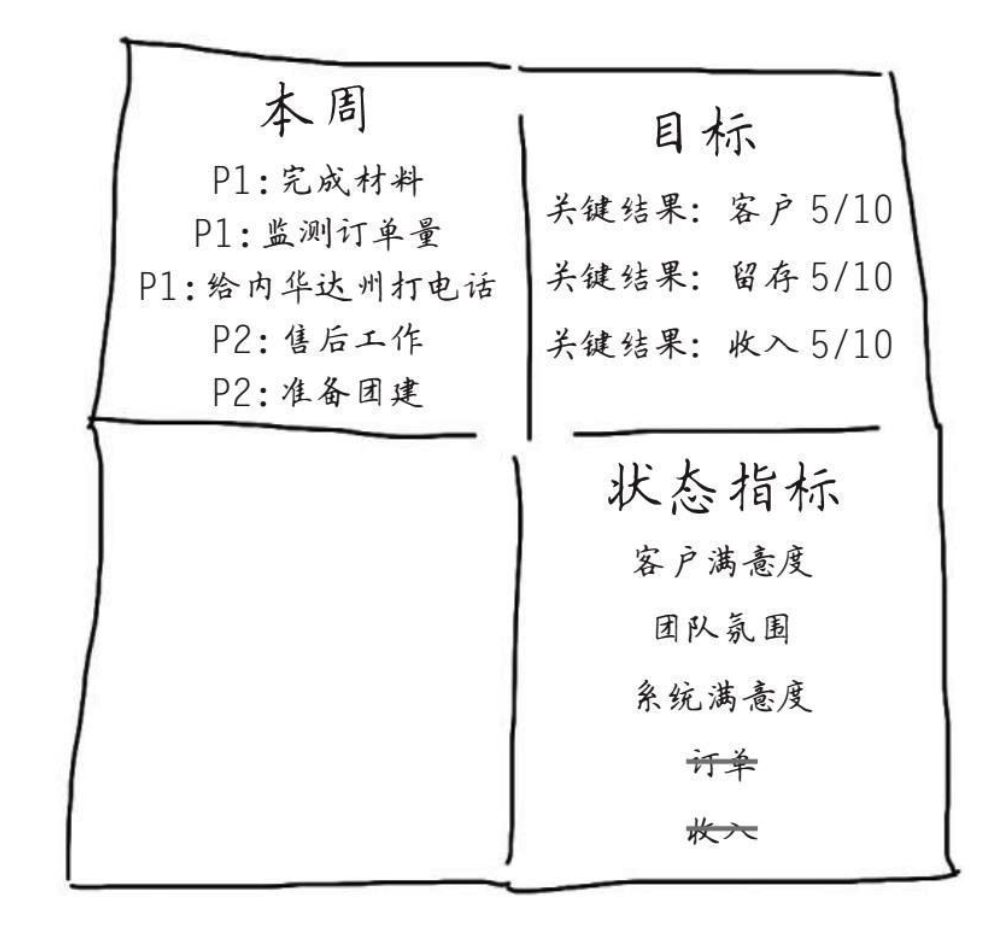 本周
P1:完成材料
P1:监测订单量
P1:给内华达州打电话
P2:售后工作
P2:准备团建
目标
关键结果：客户 5/10
关键结果：留存 5/10
关键结果：收入 5/10
状态指标
客户满意度
团队氛围
系统满意度
订单
收入